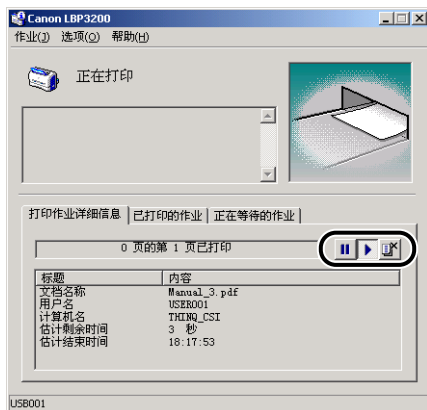 Canon LBP3200
作业(J) 选项(O) 帮助(H)
正在打印
打印作业详细信息 已打印的作业 正在等待的作业
0 页的第 1 页已打印
标题 内容
文档名称 Manual_3.pdf
用户名 USER001
计算机名 THINQ_CSI
估计剩余时间 3 秒
估计结束时间 18:17:53
USB001